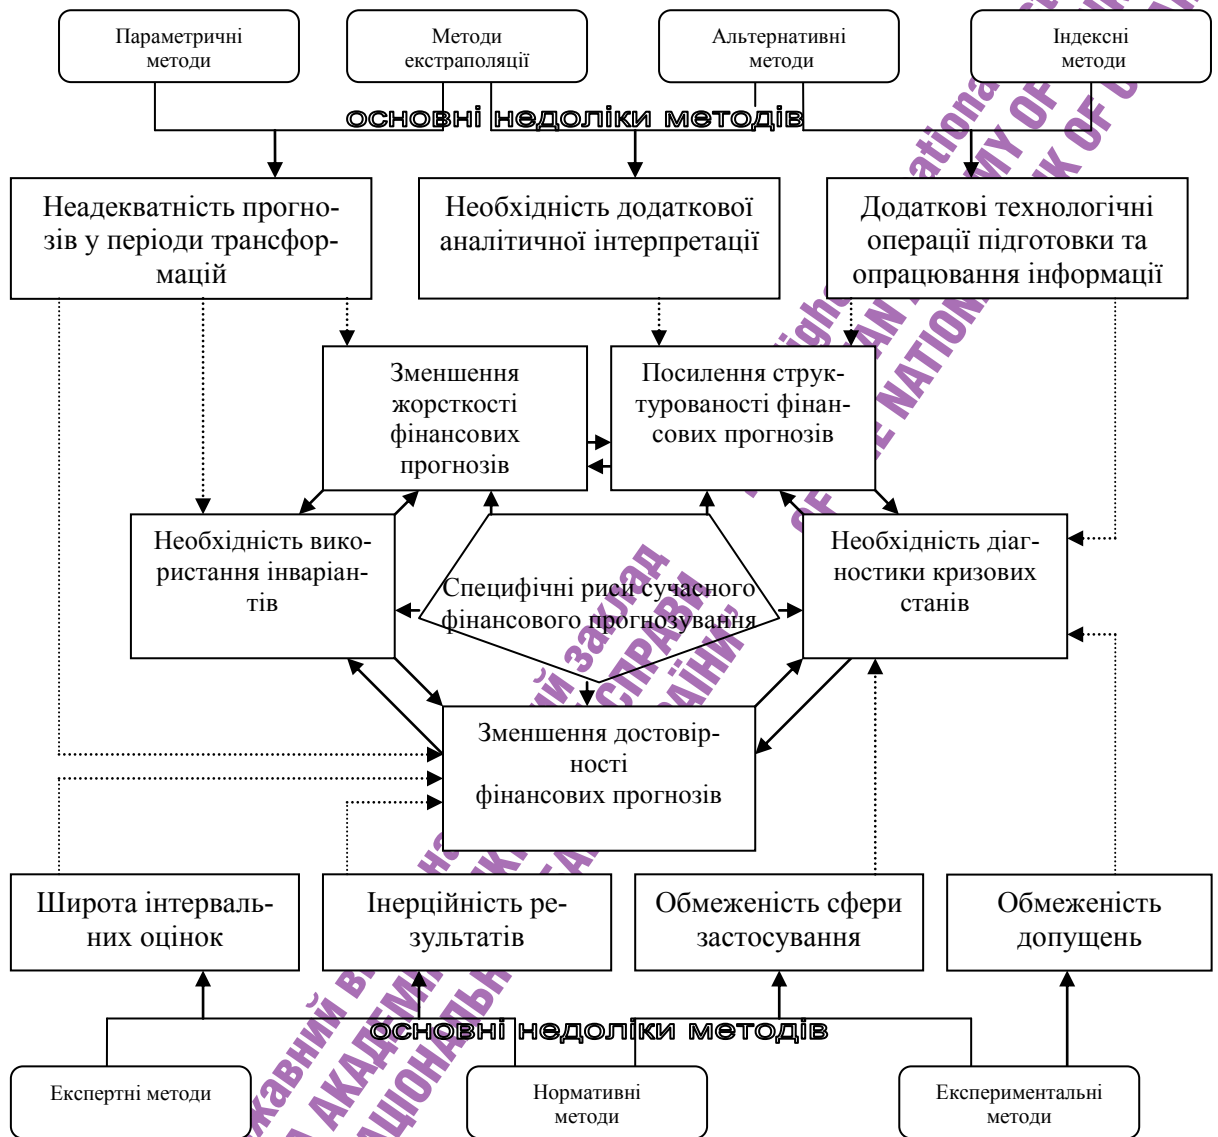 Параметричні
методи
Методи
екстраполяції
Альтернативні
методи
Індексні
методи
основні недоліки методів
Неадекватність прогно-
зів у періоди трансфор-
мацій
Необхідність додаткової
аналітичної інтерпретації
Додаткові технологічні
операції підготовки та
опрацювання інформації
Зменшення
жорсткості
фінансових
прогнозів
Посилення струк-
турованості фінан-
сових прогнозів
Необхідність вико-
ристання інваріан-
тів
Специфічні риси сучасного
фінансового прогнозування
Необхідність діаг-
ностики кризових
станів
Зменшення достовір-
ності
фінансових прогнозів
Широта інтерваль-
них оцінок
Інерційність ре-
зультатів
Обмеженість сфери
застосування
Обмеженість
допущень
основні недоліки методів
Експертні методи
Нормативні
методи
Експериментальні
методи